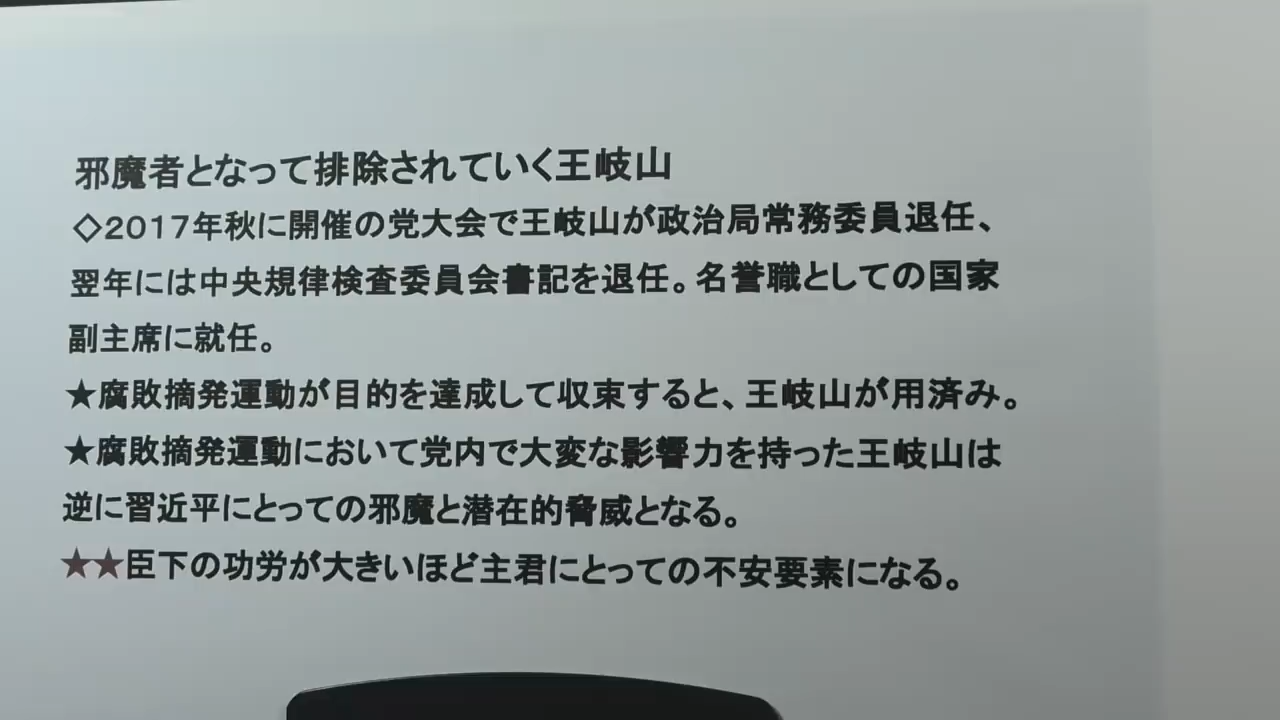 邪魔者となって排除されていく王岐山
◇2017年秋に開催の党大会で王岐山が政治局常務委員退任、
翌年には中央規律検査委員会書記を退任。名誉職としての国家
副主席に就任。
★腐敗摘発運動が目的を達成して収束すると、王岐山が用済み。
★腐敗摘発運動において党内で大変な影響力を持った王岐山は
逆に習近平にとっての邪魔と潜在的脅威となる。
★★臣下の功労が大きいほど主君にとっての不安要素になる。